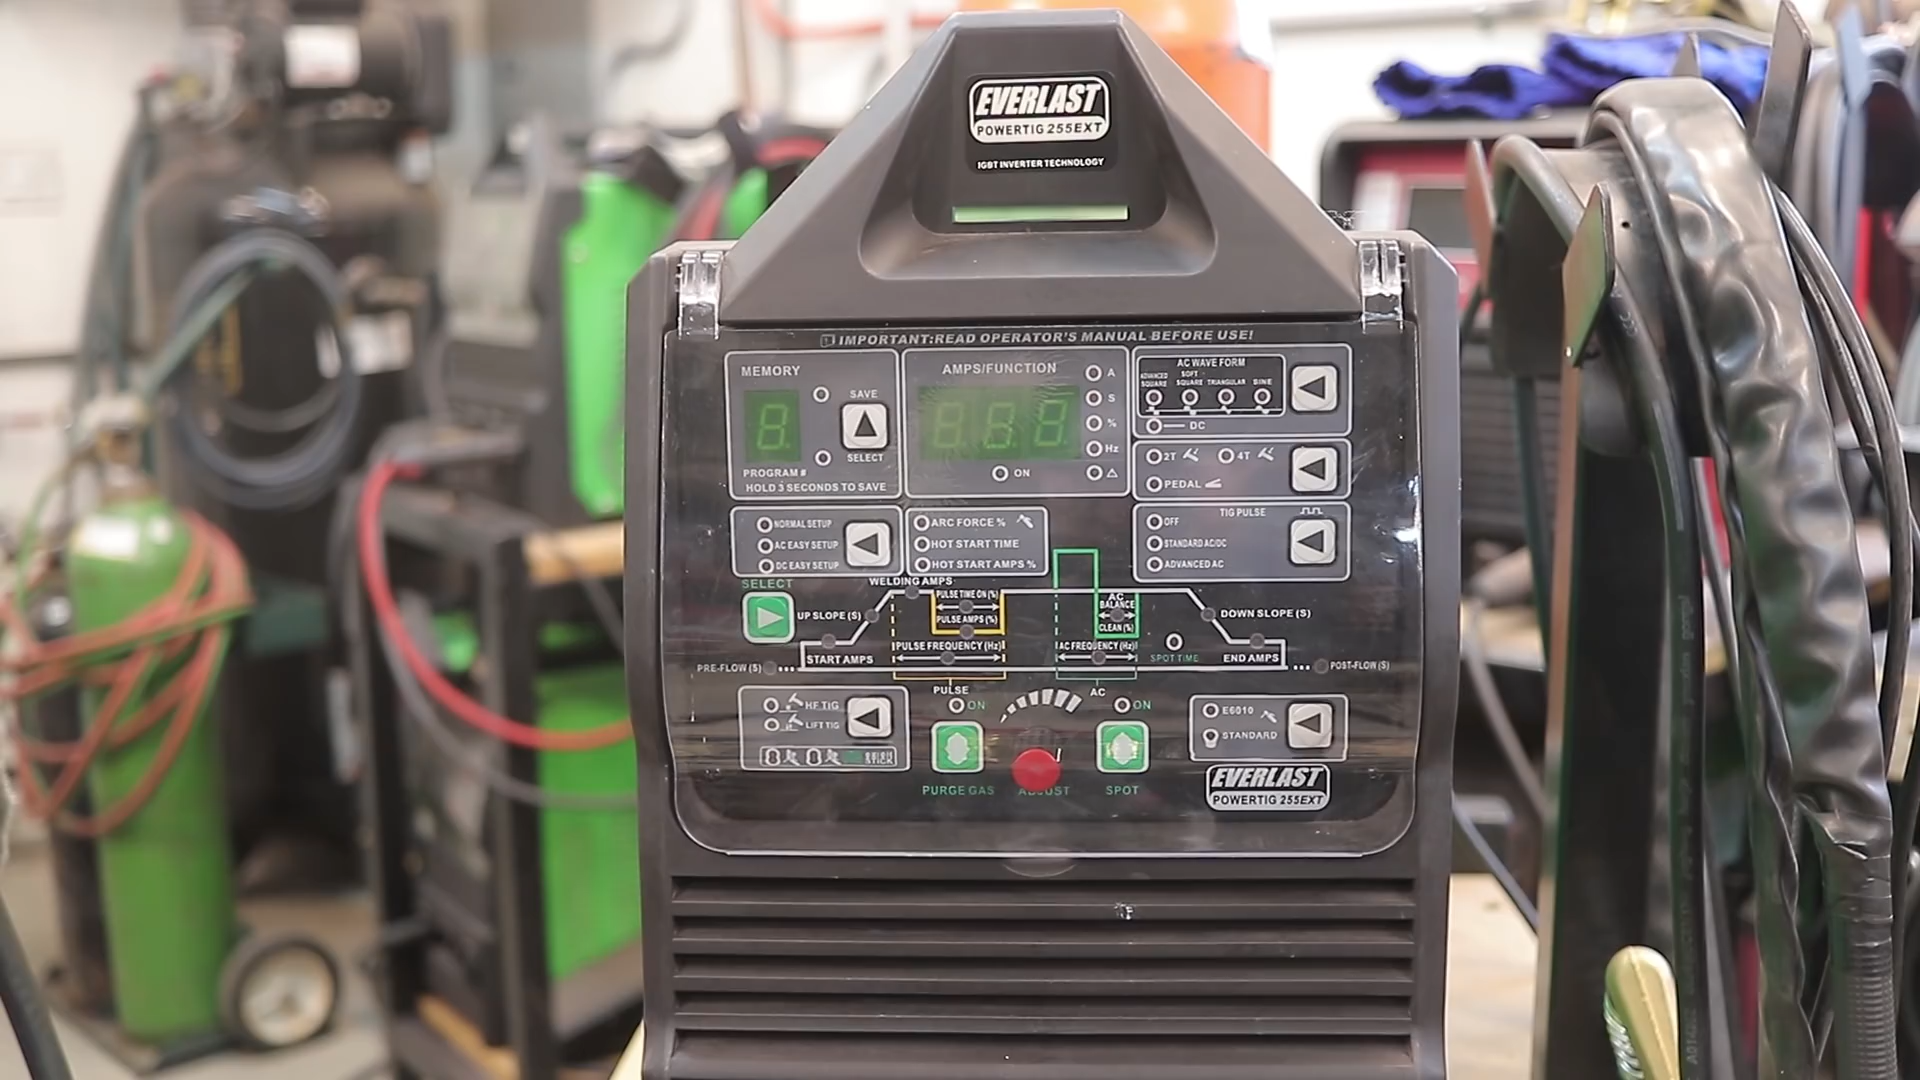 EVERLAST
POWERTIG 255EXT
IGBT INVERTER TECHNOLOGY
IMPORTANT:READ OPERATOR'S MANUAL BEFORE USE!
MEMORY
SAVE
SELECT
PROGRAM #
HOLD 3 SECONDS TO SAVE
AMPS/FUNCTION
A
S
%
Hz
ON
AC WAVE FORM
ADVANCED SQUARE
SOFT SQUARE
TRIANGULAR
SINE
DC
2T
4T
PEDAL
NORMAL SETUP
AC EASY SETUP
DC EASY SETUP
ARC FORCE %
HOT START TIME
HOT START AMPS %
TIG PULSE
OFF
STANDARD AC/DC
ADVANCED AC
SELECT
WELDING AMPS
UP SLOPE (S)
PULSE TIME ON (%)
PULSE AMPS (%)
AC BALANCE
CLEAN (%)
DOWN SLOPE (S)
START AMPS
PULSE FREQUENCY (Hz)
AC FREQUENCY (Hz)
SPOT TIME
END AMPS
PRE-FLOW (S)
POST-FLOW (S)
PULSE
ON
AC
ON
HF TIG
LIFT TIG
E6010
STANDARD
PURGE GAS
ADJUST
SPOT
EVERLAST
POWERTIG 255EXT